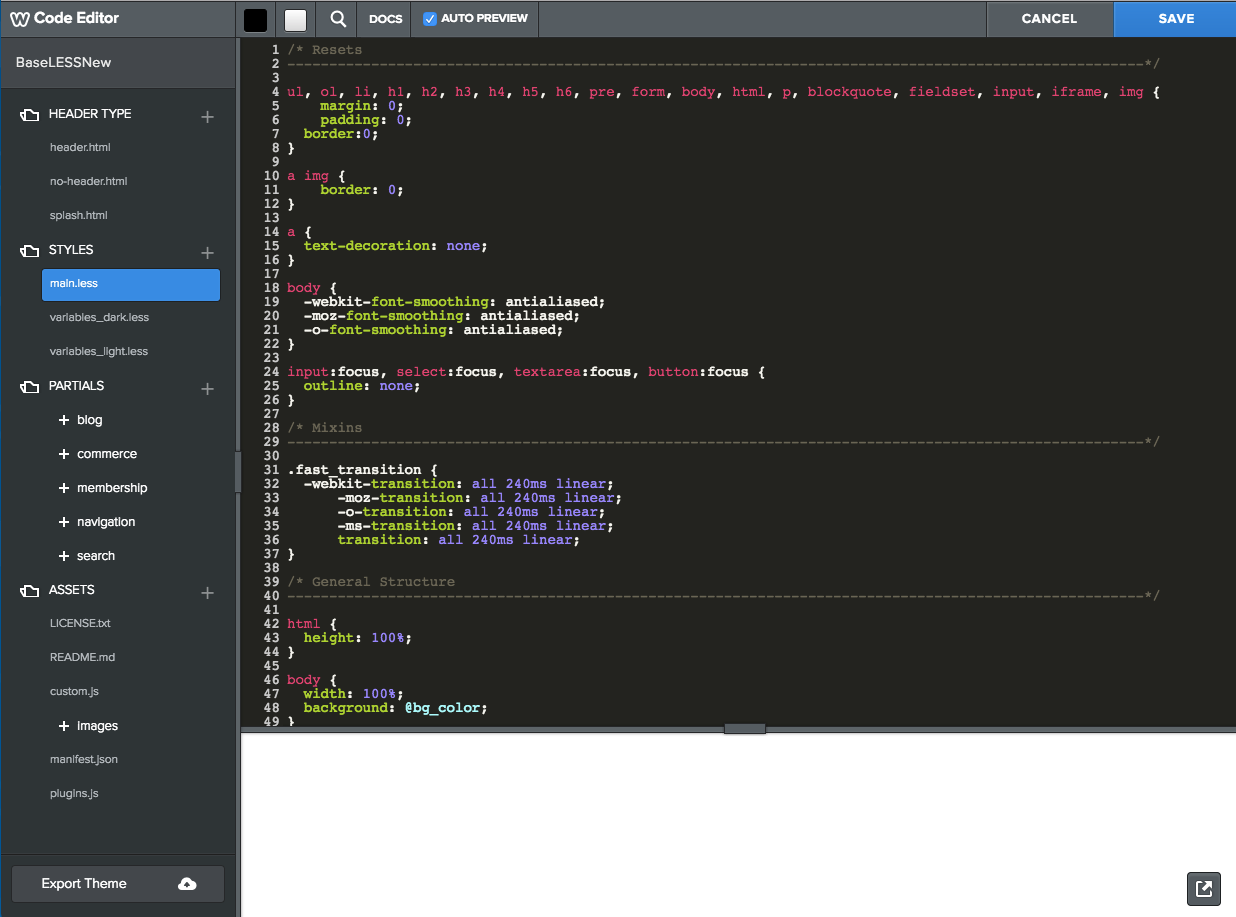 Code Editor
DOCS
AUTO PREVIEW
CANCEL
SAVE
BaseLESSNew
HEADER TYPE
header.html
no-header.html
splash.html
STYLES
main.less
variables_dark.less
variables_light.less
PARTIALS
+ blog
+ commerce
+ membership
+ navigation
+ search
ASSETS
LICENSE.txt
README.md
custom.js
+ images
manifest.json
plugins.js
Export Theme
1 /* Resets
2 ------------------------------------------------------------------------------------------------------*/
3
4 ul, ol, li, h1, h2, h3, h4, h5, h6, pre, form, body, html, p, blockquote, fieldset, input, iframe, img {
5     margin: 0;
6     padding: 0;
7   border:0;
8 }
9
10 a img {
11     border: 0;
12 }
13
14 a {
15   text-decoration: none;
16 }
17
18 body {
19   -webkit-font-smoothing: antialiased;
20   -moz-font-smoothing: antialiased;
21   -o-font-smoothing: antialiased;
22 }
23
24 input:focus, select:focus, textarea:focus, button:focus {
25   outline: none;
26 }
27
28 /* Mixins
29 ------------------------------------------------------------------------------------------------------*/
30
31 .fast_transition {
32   -webkit-transition: all 240ms linear;
33       -moz-transition: all 240ms linear;
34       -o-transition: all 240ms linear;
35       -ms-transition: all 240ms linear;
36       transition: all 240ms linear;
37 }
38
39 /* General Structure
40 ------------------------------------------------------------------------------------------------------*/
41
42 html {
43   height: 100%;
44 }
45
46 body {
47   width: 100%;
48   background: @bg_color;
49 }